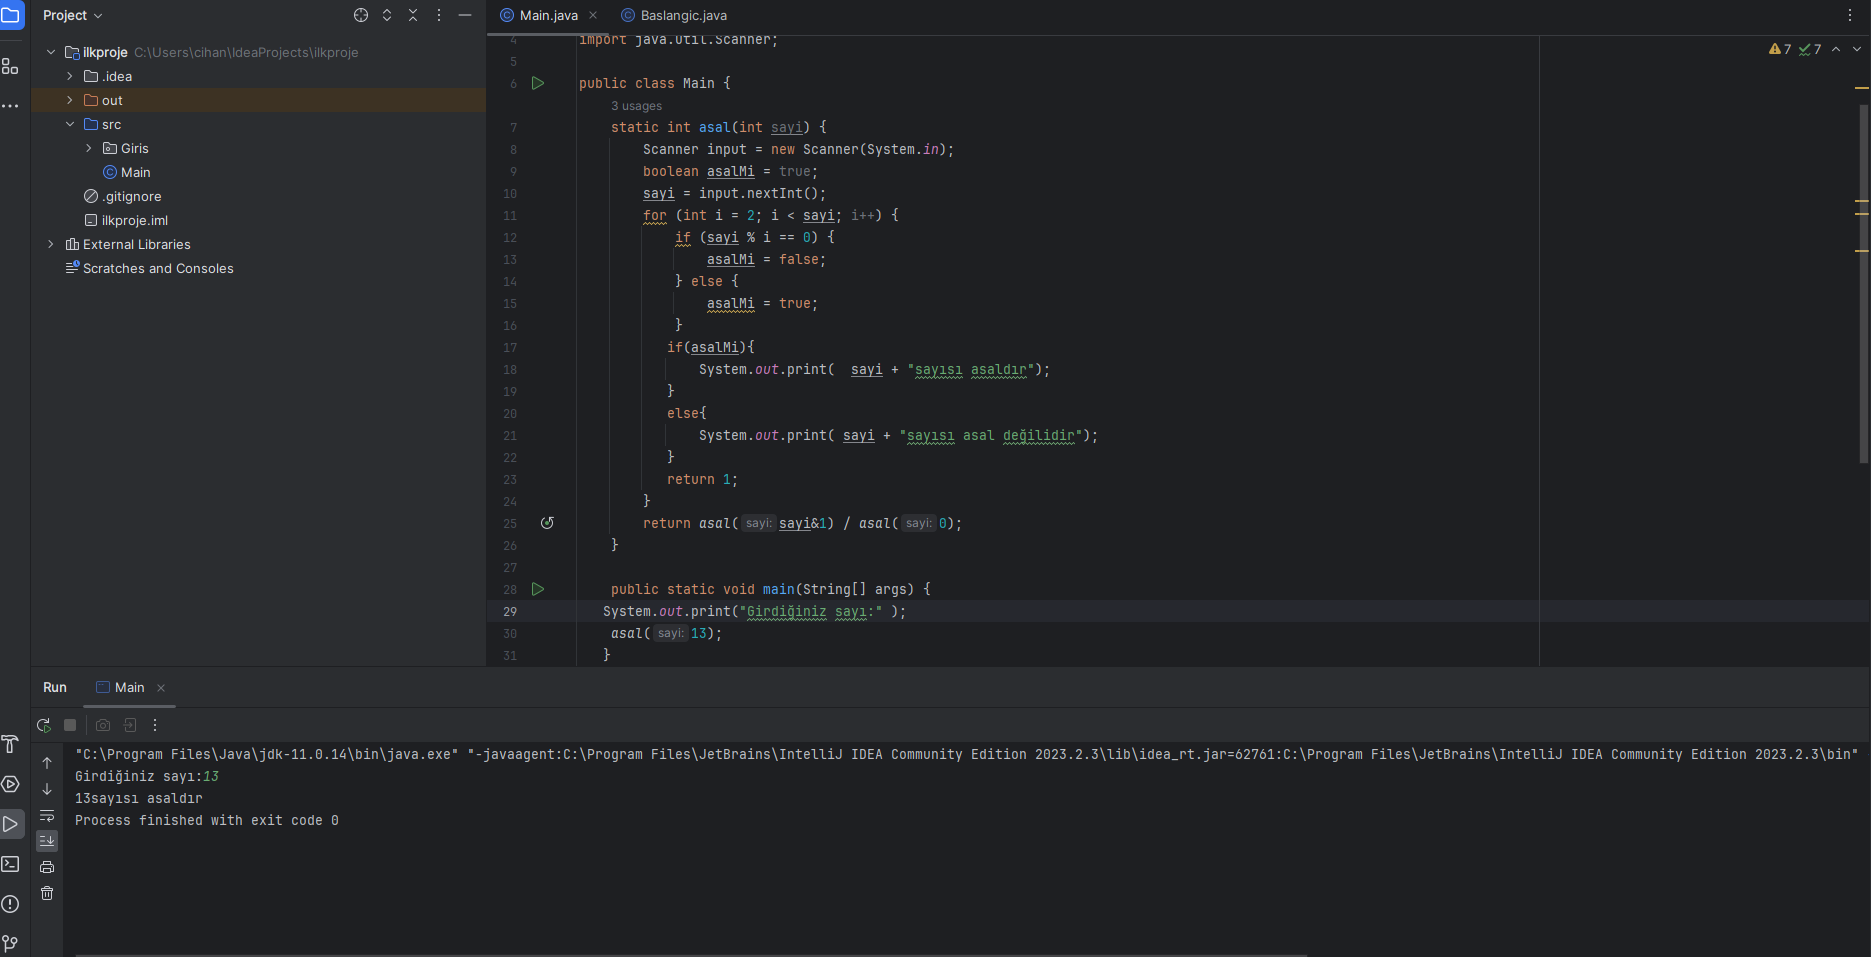 Project
Main.java
Baslangic.java
ilkproje C:\Users\cihan\IdeaProjects\ilkproje
.idea
out
src
Giris
Main
.gitignore
ilkproje.iml
External Libraries
Scratches and Consoles
7 7
4 import java.util.Scanner;
5
6 public class Main {
3 usages
7 static int asal(int sayi) {
8 Scanner input = new Scanner(System.in);
9 boolean asalMi = true;
10 sayi = input.nextInt();
11 for (int i = 2; i < sayi; i++) {
12 if (sayi % i == 0) {
13 asalMi = false;
14 } else {
15 asalMi = true;
16 }
17 if(asalMi){
18 System.out.print(  sayi + "sayısı asaldır");
19 }
20 else{
21 System.out.print( sayi + "sayısı asal değilidir");
22 }
23 return 1;
24 }
25 return asal( sayi: sayi&1) / asal( sayi: 0);
26 }
27
28 public static void main(String[] args) {
29 System.out.print("Girdiğiniz sayı:" );
30 asal( sayi: 13);
31 }
Run
Main
"C:\Program Files\Java\jdk-11.0.14\bin\java.exe" "-javaagent:C:\Program Files\JetBrains\IntelliJ IDEA Community Edition 2023.2.3\lib\idea_rt.jar=62761:C:\Program Files\JetBrains\IntelliJ IDEA Community Edition 2023.2.3\bin"
Girdiğiniz sayı:13
13sayısı asaldır
Process finished with exit code 0